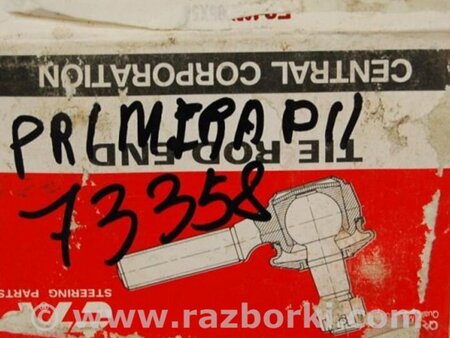 CENTRAL CORPORATION
PRIMIRA P11
TIE ROD END
73358
STEERING PARTS
www.razborki.com